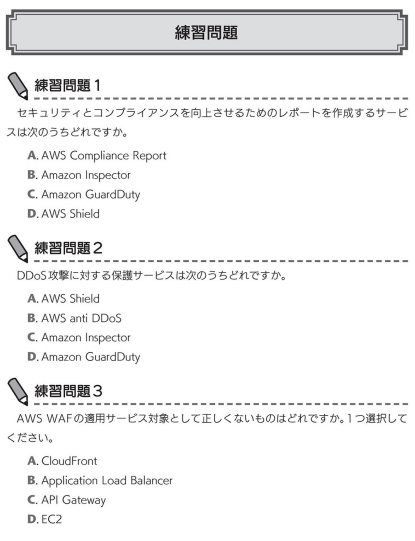 練習問題
練習問題1
セキュリティとコンプライアンスを向上させるためのレポートを作成するサービ
スは次のうちどれですか。
A. AWS Compliance Report
B. Amazon Inspector
C. Amazon GuardDuty
D. AWS Shield
練習問題2
DDoS攻撃に対する保護サービスは次のうちどれですか。
A. AWS Shield
B. AWS anti DDoS
C. Amazon Inspector
D. Amazon GuardDuty
練習問題3
AWS WAFの適用サービス対象として正しくないものはどれですか。1つ選択して
ください。
A. CloudFront
B. Application Load Balancer
C. API Gateway
D. EC2